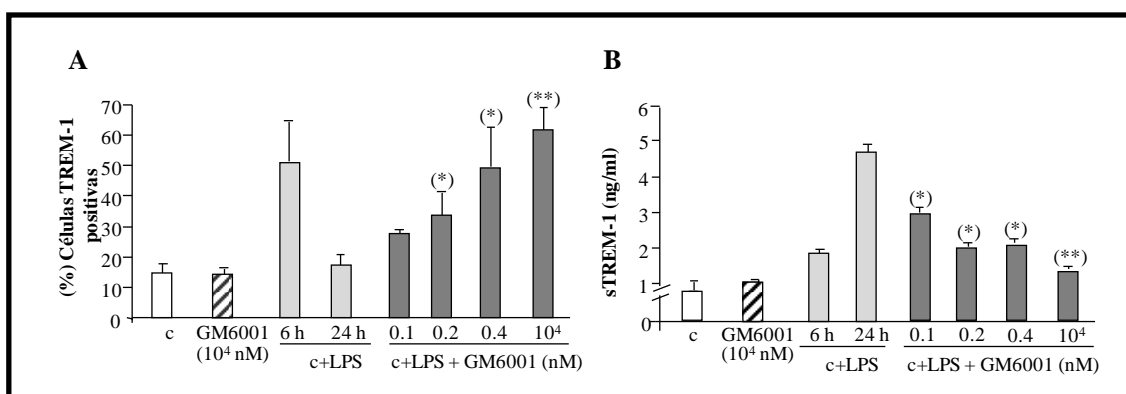 A
(%) Células TREM-1
positivas
70
60
50
40
30
20
10
0
(*)
(*)
(**)
c
GM6001
(10⁴ nM)
6 h
24 h
c+LPS
0.1
0.2
0.4
10⁴
c+LPS + GM6001 (nM)
B
sTREM-1 (ng/ml)
6
5
4
3
2
1
0
(*)
(*)
(*)
(**)
c
GM6001
(10⁴ nM)
6 h
24 h
c+LPS
0.1
0.2
0.4
10⁴
c+LPS + GM6001 (nM)